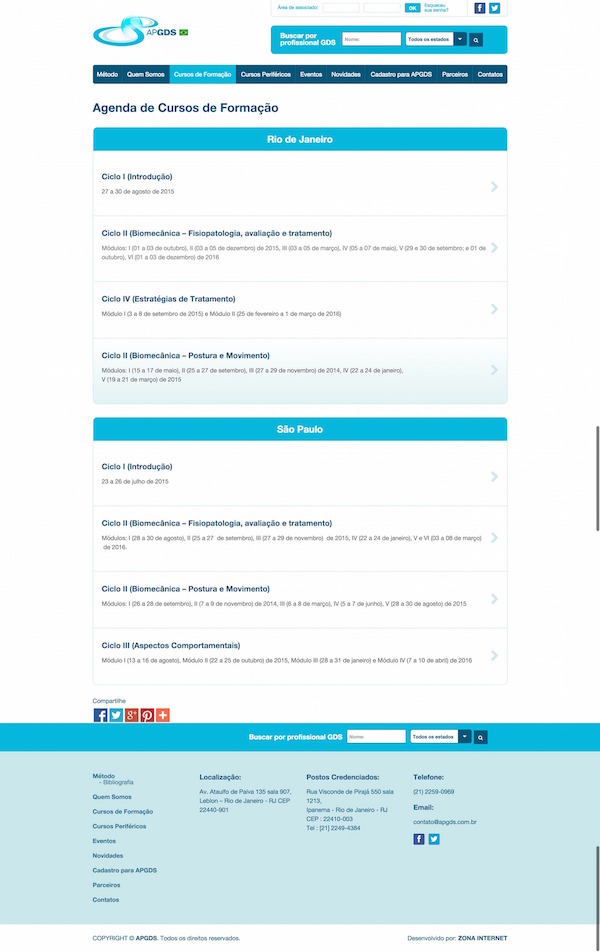 Área de associado:
OK
Esqueceu sua senha?
APGDS
Buscar por profissional GDS
Nome:
Todos os estados
Método
Quem Somos
Cursos de Formação
Cursos Periféricos
Eventos
Novidades
Cadastro para APGDS
Parceiros
Contatos
Agenda de Cursos de Formação
Rio de Janeiro
Ciclo I (Introdução)
27 a 30 de agosto de 2015
Ciclo II (Biomecânica – Fisiopatologia, avaliação e tratamento)
Módulos: I (01 a 03 de outubro), II (03 a 05 de dezembro) de 2015, III (03 a 05 de março), IV (05 a 07 de maio), V (29 e 30 de setembro; e 01 de
outubro), VI (01 a 03 de dezembro) de 2016
Ciclo IV (Estratégias de Tratamento)
Módulo I (3 a 8 de setembro de 2015) e Módulo II (25 de fevereiro a 1 de março de 2016)
Ciclo II (Biomecânica – Postura e Movimento)
Módulos: I (15 a 17 de maio), II (25 a 27 de setembro), III (27 a 29 de novembro) de 2014, IV (22 a 24 de janeiro),
V (19 a 21 de março) de 2015
São Paulo
Ciclo I (Introdução)
23 a 26 de julho de 2015
Ciclo II (Biomecânica – Fisiopatologia, avaliação e tratamento)
Módulos: I (28 a 30 de agosto), II (25 a 27 de setembro), III (27 a 29 de novembro) de 2015, IV (22 a 24 de janeiro), V e VI (03 a 08 de março)
de 2016.
Ciclo II (Biomecânica – Postura e Movimento)
Módulos: I (26 a 28 de setembro), II (7 a 9 de novembro) de 2014, III (6 a 8 de março), IV (5 a 7 de junho), V (28 a 30 de agosto) de 2015
Ciclo III (Aspectos Comportamentais)
Módulo I (13 a 16 de agosto), Módulo II (22 a 25 de outubro) de 2015, Módulo III (28 a 31 de janeiro) e Módulo IV (7 a 10 de abril) de 2016
Compartilhe
Buscar por profissional GDS
Nome:
Todos os estados
Método
- Bibliografia
Quem Somos
Cursos de Formação
Cursos Periféricos
Eventos
Novidades
Cadastro para APGDS
Parceiros
Contatos
Localização:
Av. Ataulfo de Paiva 135 sala 907,
Leblon – Rio de Janeiro - RJ CEP
22440-901
Postos Credenciados:
Rua Visconde de Pirajá 550 sala
1213,
Ipanema - Rio de Janeiro - RJ
CEP : 22410-003
Tel : [21] 2249-4384
Telefone:
(21) 2259-0969
Email:
contato@apgds.com.br
COPYRIGHT © APGDS. Todos os direitos reservados.
Desenvolvido por: ZONA INTERNET